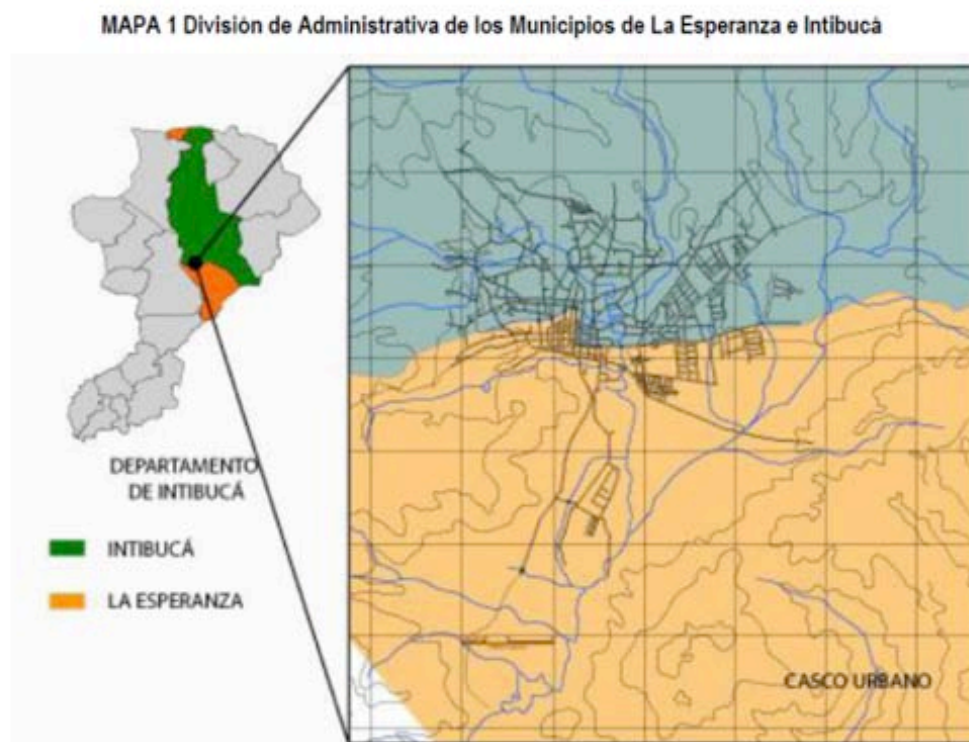 MAPA 1 División de Administrativa de los Municipios de La Esperanza e Intibucá
DEPARTAMENTO
DE INTIBUCÁ
INTIBUCÁ
LA ESPERANZA
CASCO URBANO